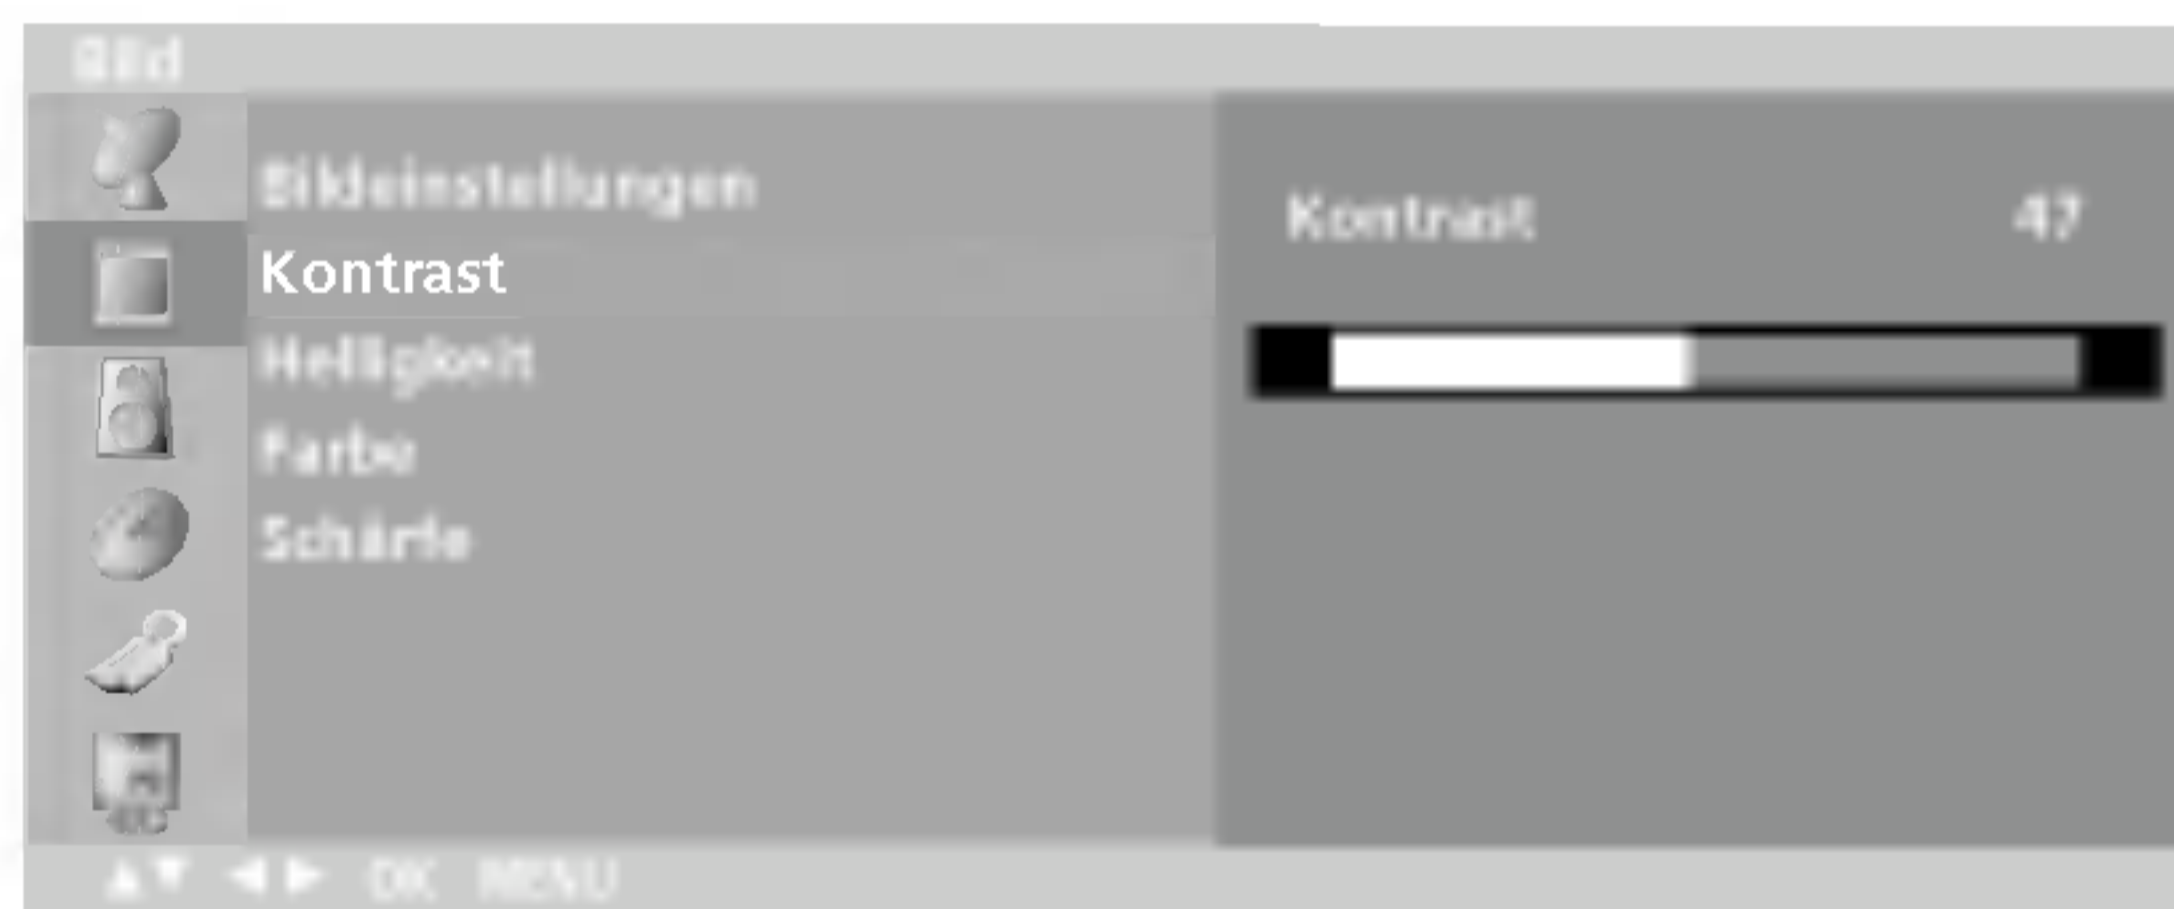 Bild
Bildeinstellungen
Kontrast
Helligkeit
Farbe
Schärfe
Kontrast 47
OK MENU